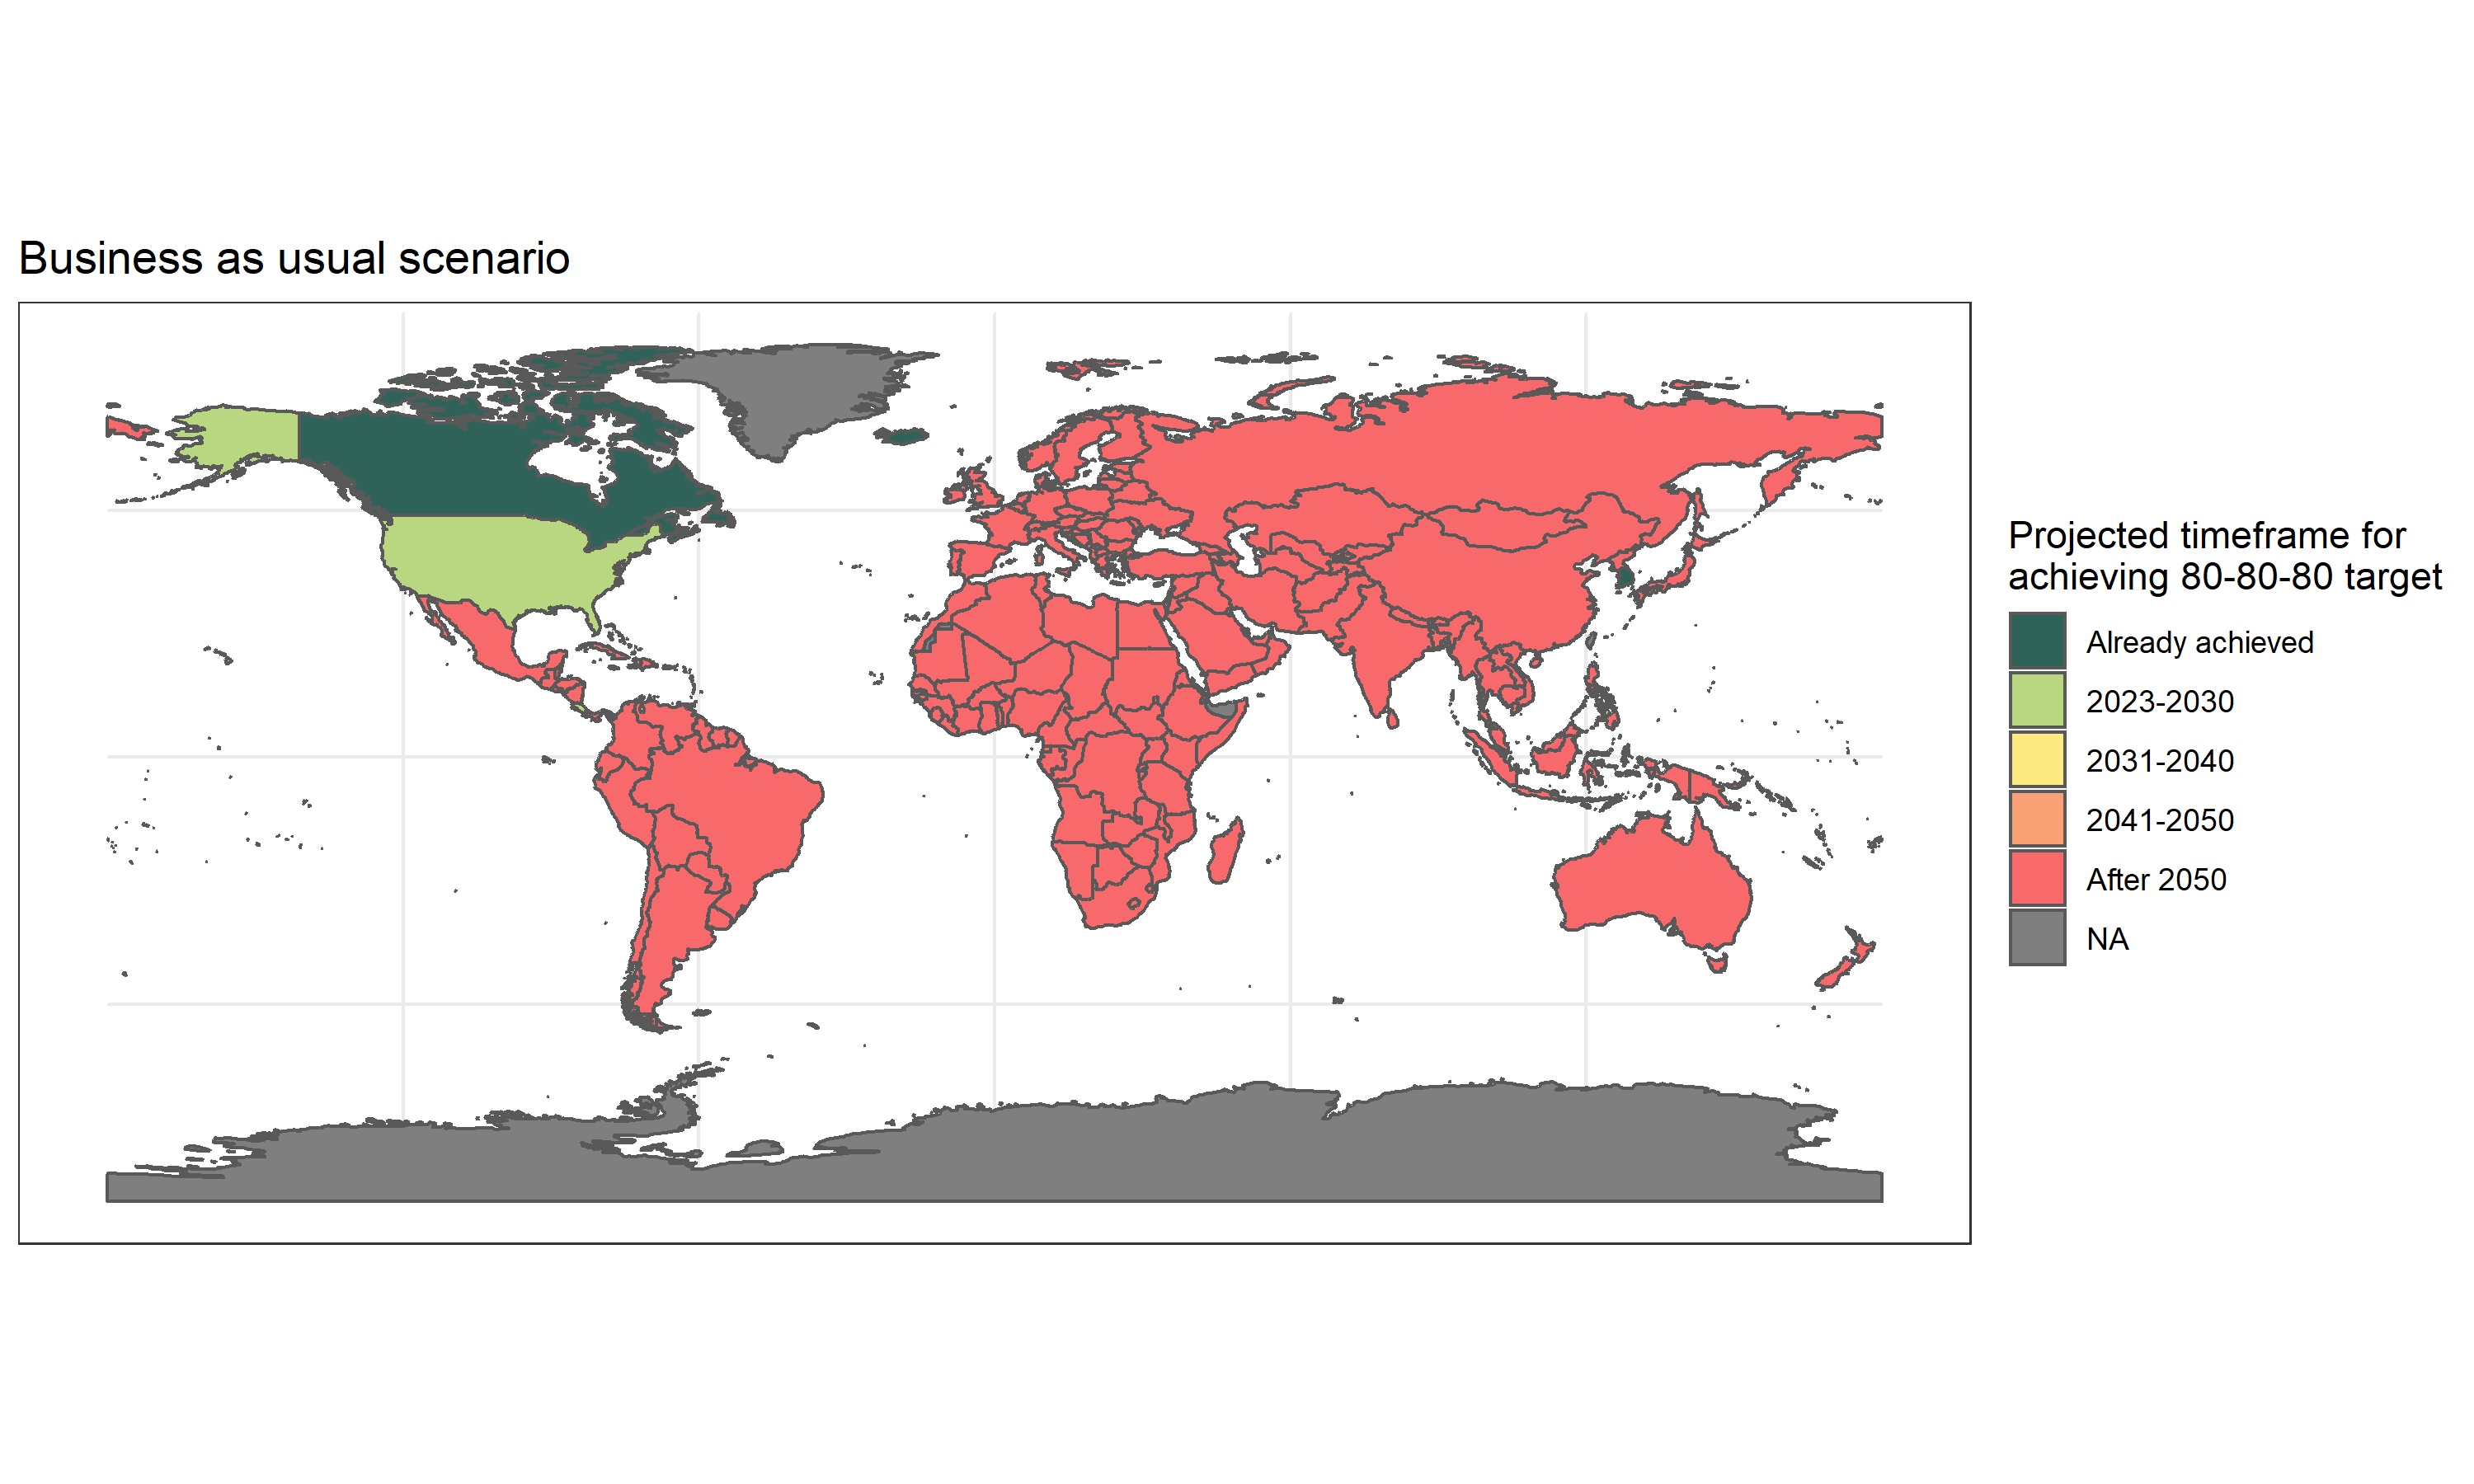 Business as usual scenario
Projected timeframe for
achieving 80-80-80 target
Already achieved
2023-2030
2031-2040
2041-2050
After 2050
NA